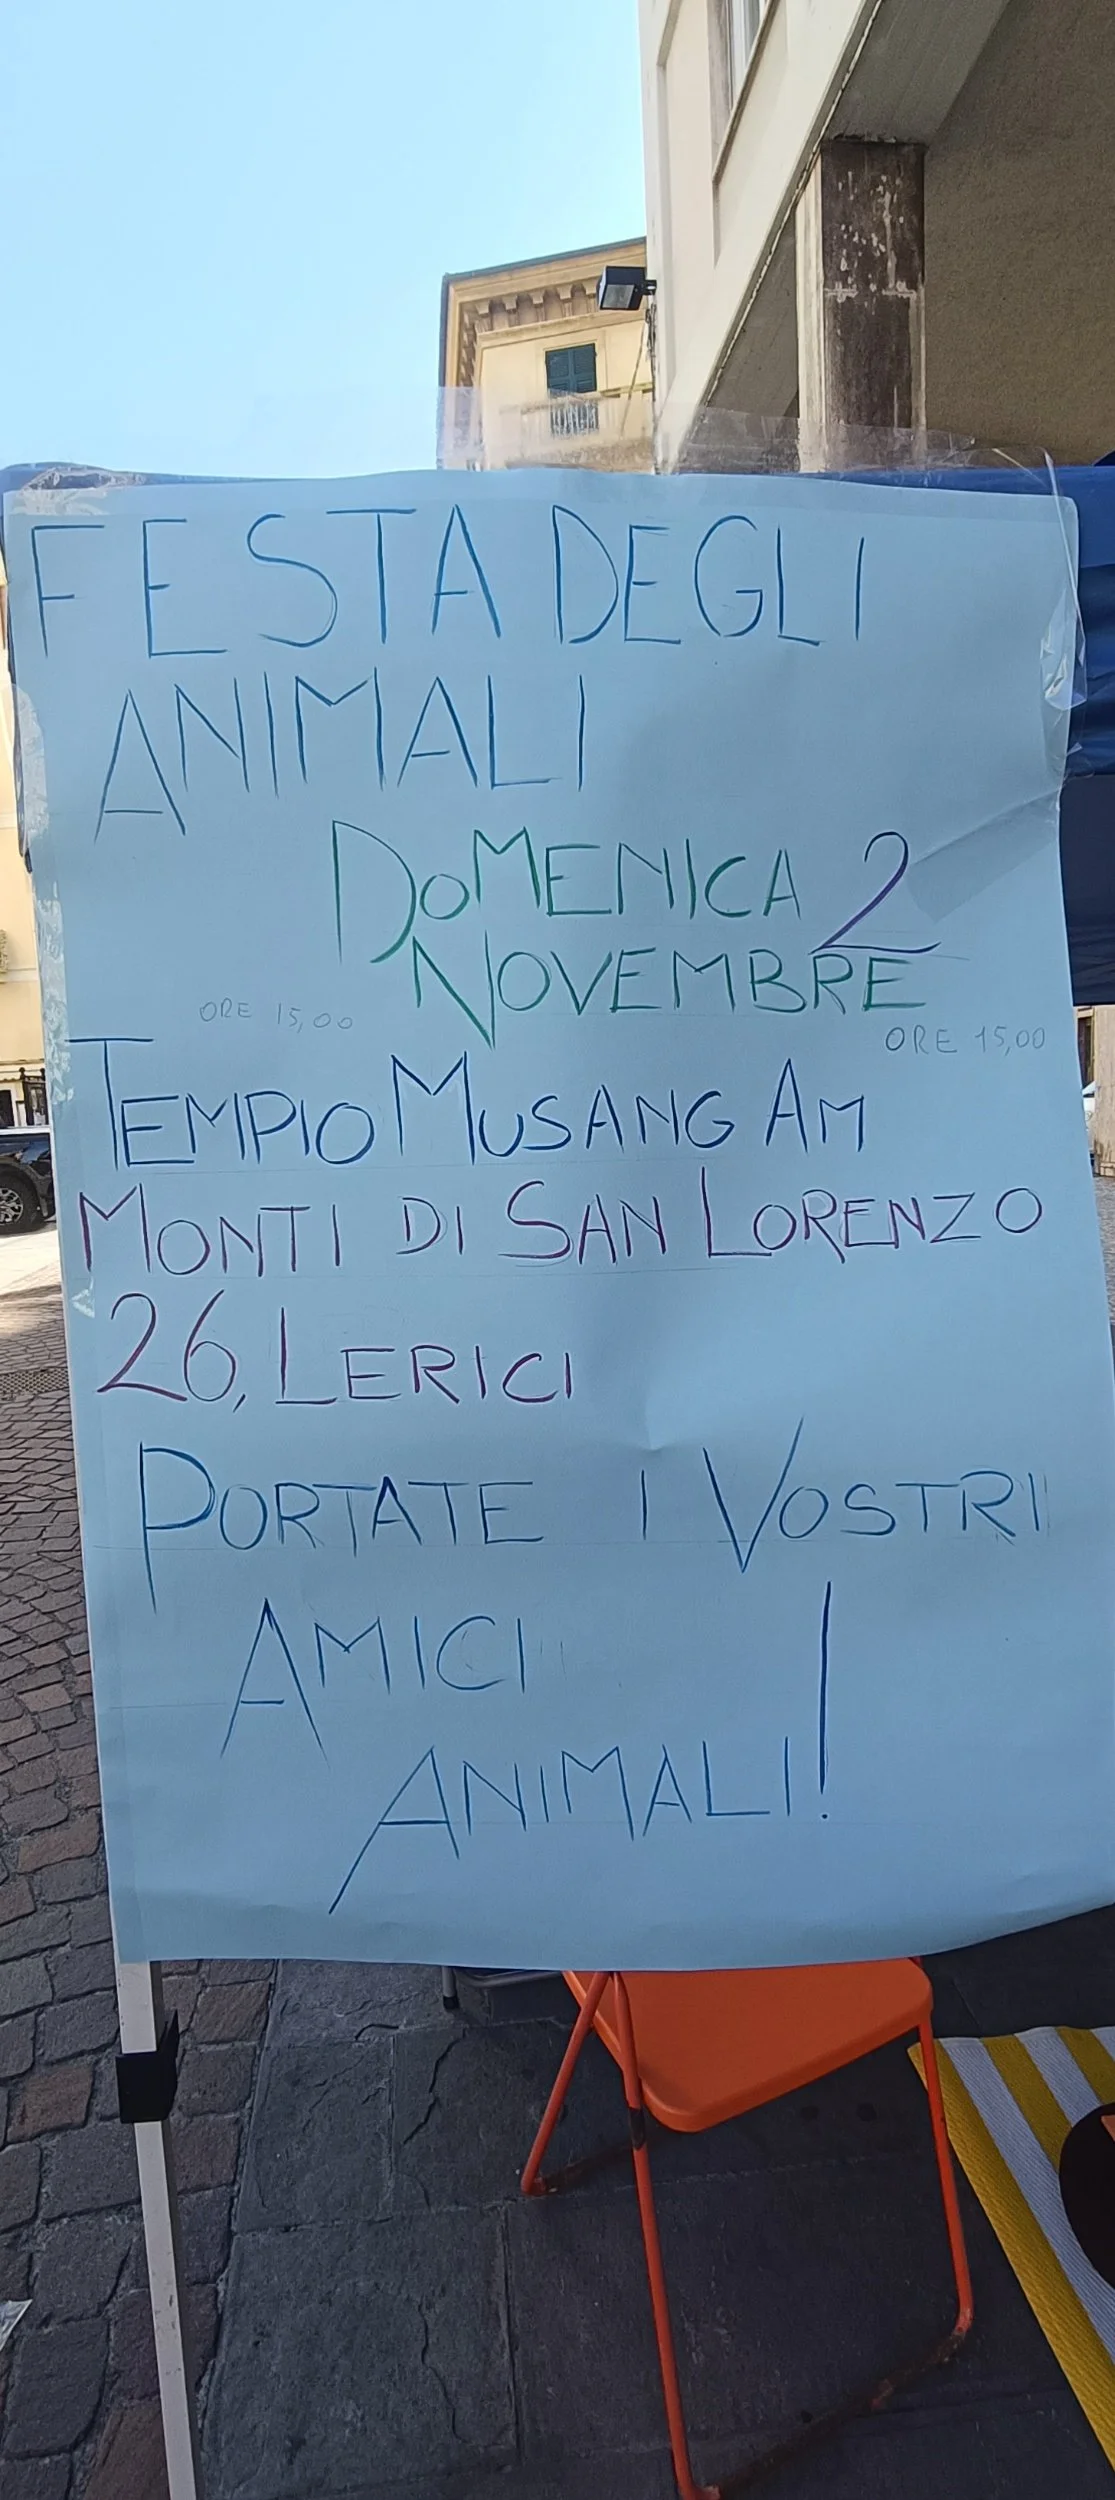 FESTA DEGLI
ANIMALI
DOMENICA 2
NOVEMBRE
ORE 15,00
ORE 15,00
TEMPIO MUSANG AM
MONTI DI SAN LORENZO
26, LERICI
PORTATE I VOSTRI
AMICI
ANIMALI!